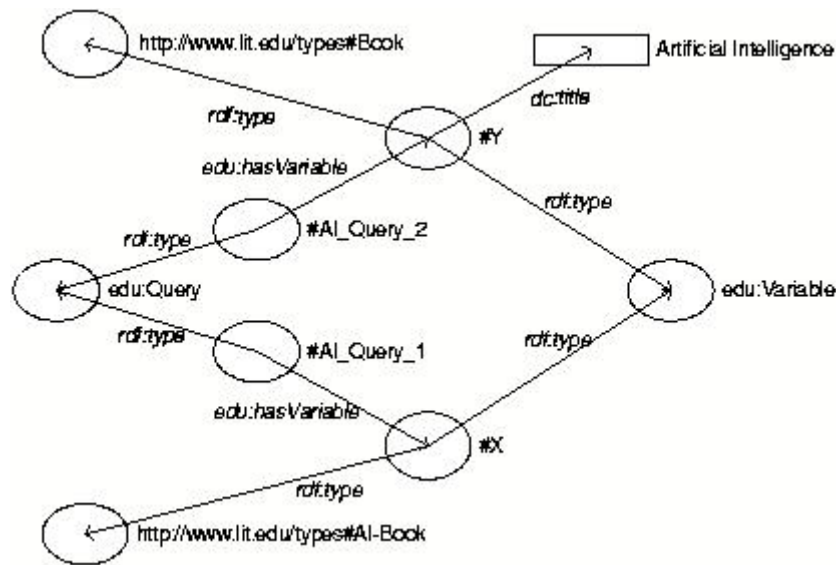 http://www.lit.edu/types#Book
Artificial Intelligence
rdf:type
dc:title
#Y
edu:hasVariable
rdf:type
#AI_Query_2
rdf:type
edu:Query
edu:Variable
rdf:type
#AI_Query_1
rdf:type
edu:hasVariable
#X
rdf:type
http://www.lit.edu/types#AI-Book